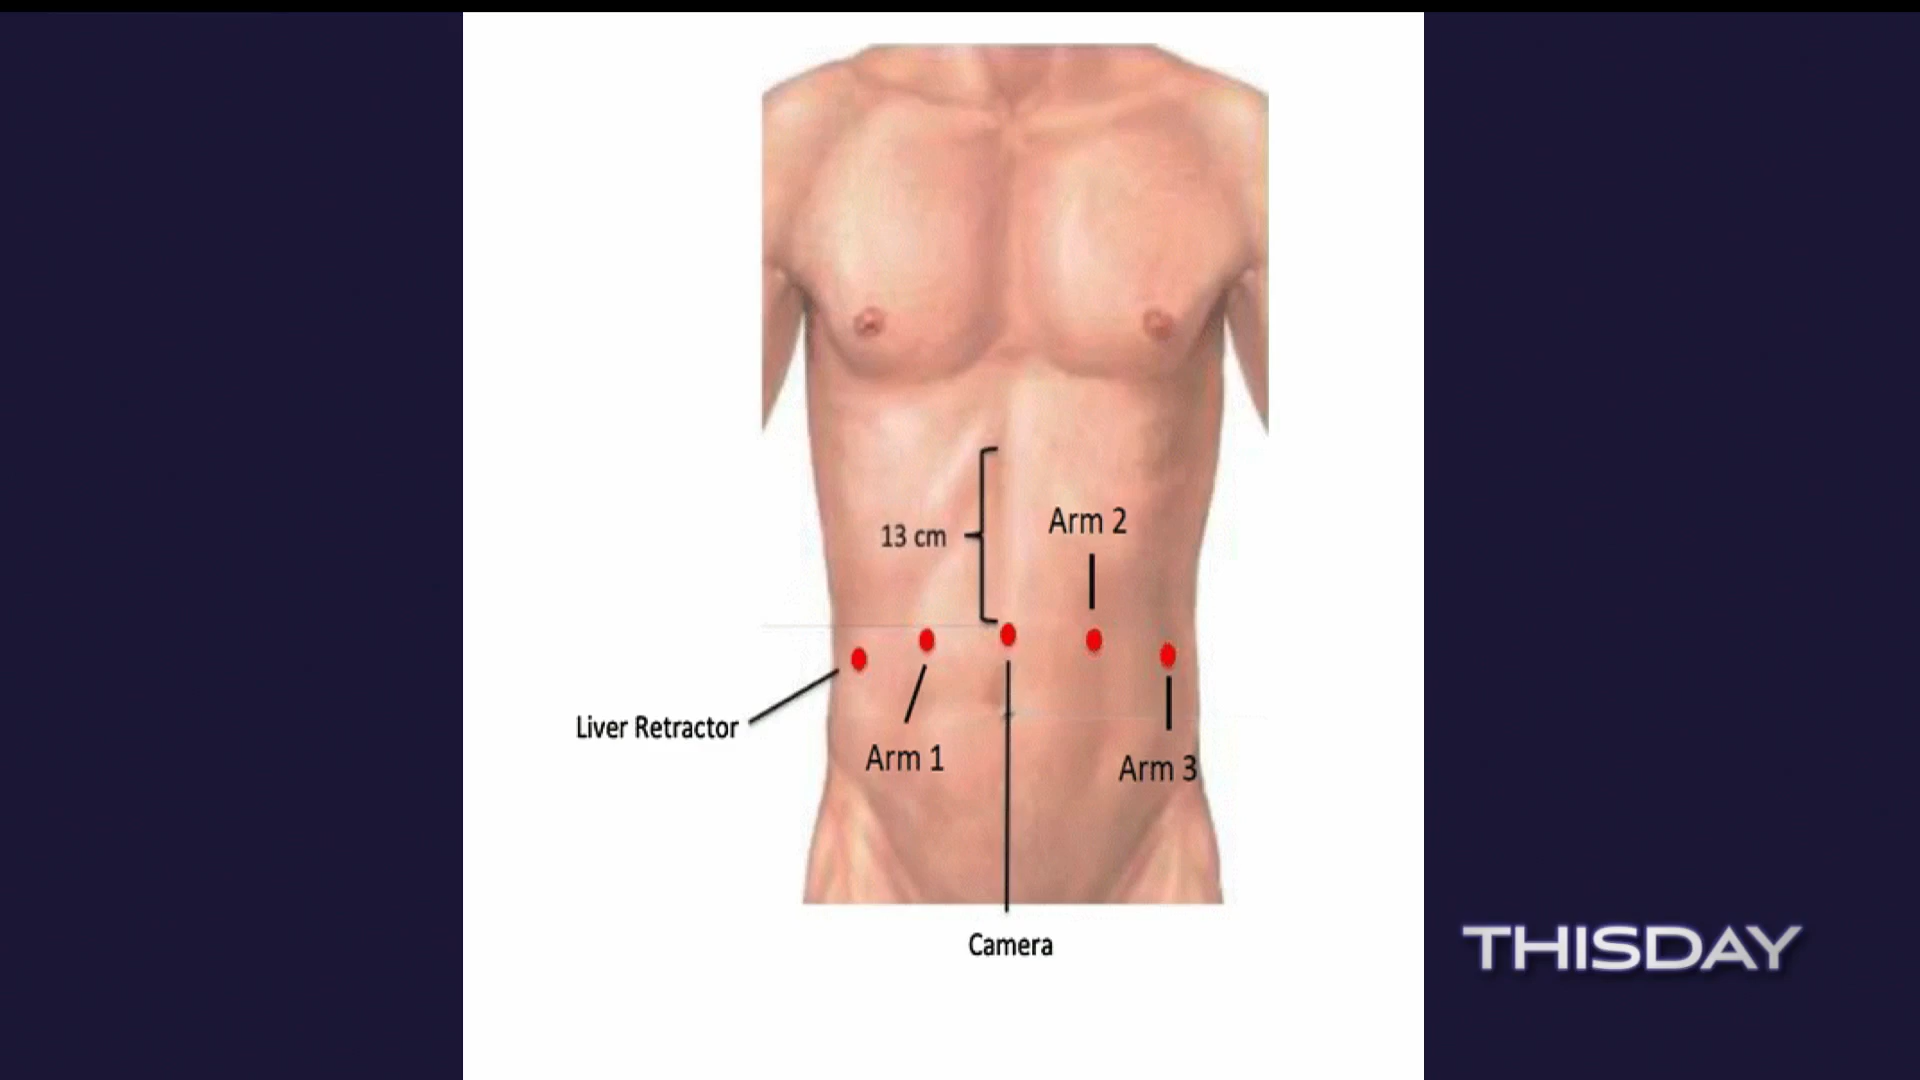 Arm 2
13 cm
Liver Retractor
Arm 1
Arm 3
Camera
THISDAY